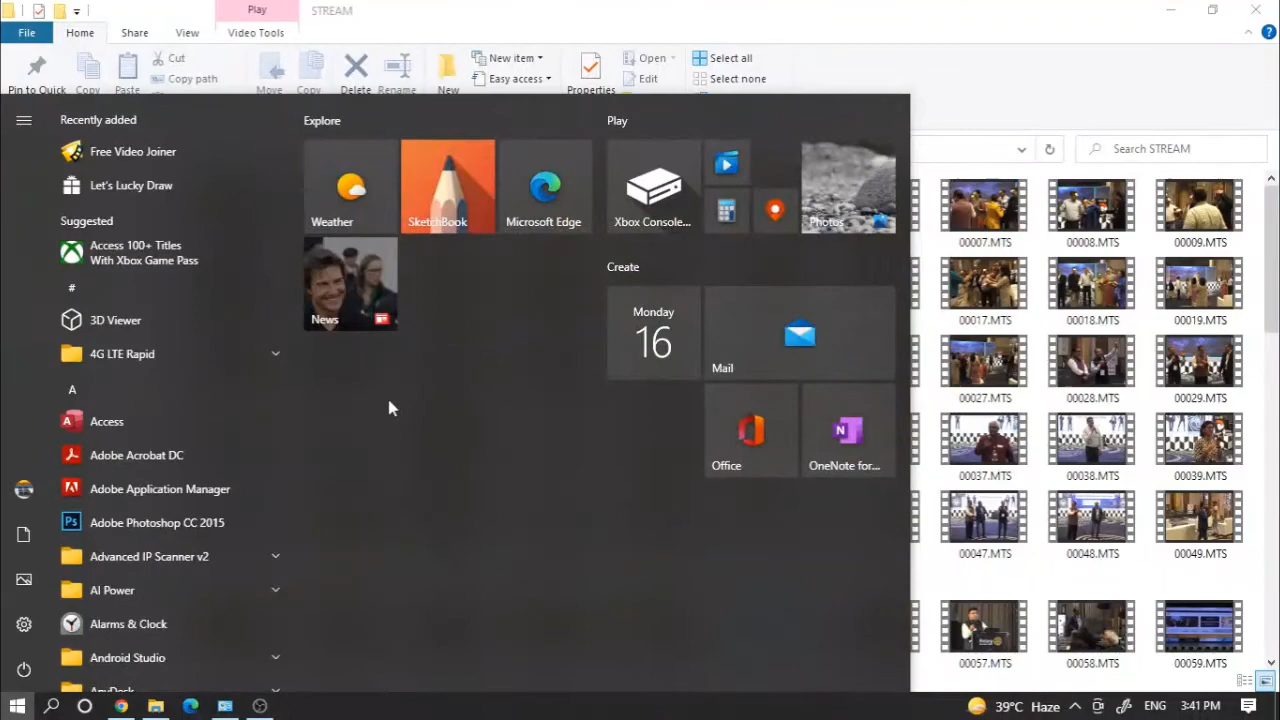 Play
STREAM
File
Home
Share
View
Video Tools
Pin to Quick
Copy
Paste
Cut
Copy path
Move
Copy
Delete
Rename
New
New item
Easy access
Properties
Open
Edit
Select all
Select none
Search STREAM
Recently added
Free Video Joiner
Let's Lucky Draw
Suggested
Access 100+ Titles
With Xbox Game Pass
#
3D Viewer
4G LTE Rapid
A
Access
Adobe Acrobat DC
Adobe Application Manager
Adobe Photoshop CC 2015
Advanced IP Scanner v2
AI Power
Alarms & Clock
Android Studio
AnyDesk
Explore
Weather
SketchBook
Microsoft Edge
News
Play
Xbox Console...
Photos
Create
Monday
16
Mail
Office
OneNote for...
00007.MTS
00008.MTS
00009.MTS
00017.MTS
00018.MTS
00019.MTS
00027.MTS
00028.MTS
00029.MTS
00037.MTS
00038.MTS
00039.MTS
00047.MTS
00048.MTS
00049.MTS
00057.MTS
00058.MTS
00059.MTS
39°C Haze
ENG
3:41 PM